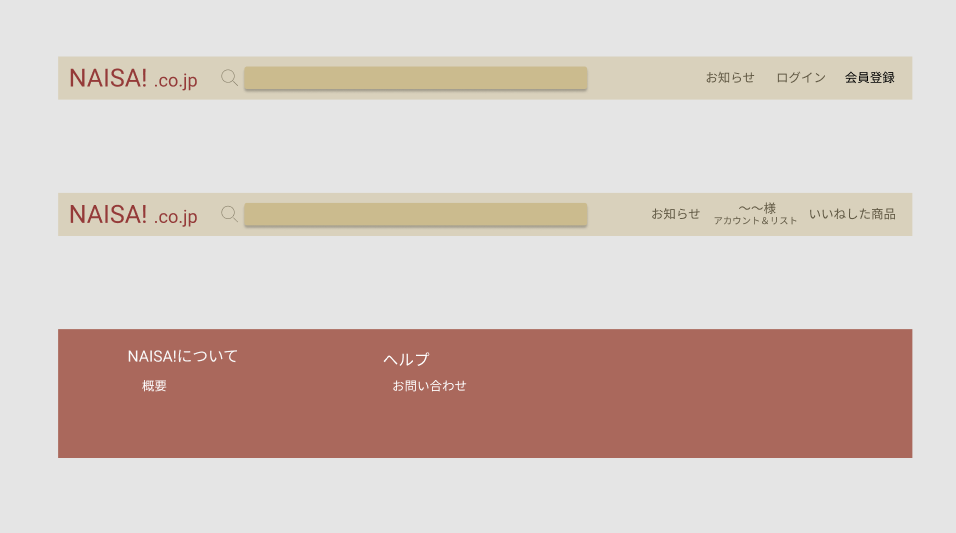 NAISA! .co.jp お知らせ ログイン 会員登録
NAISA! .co.jp お知らせ 〜〜様 いいねした商品
アカウント＆リスト
NAISA!について ヘルプ
概要 お問い合わせ